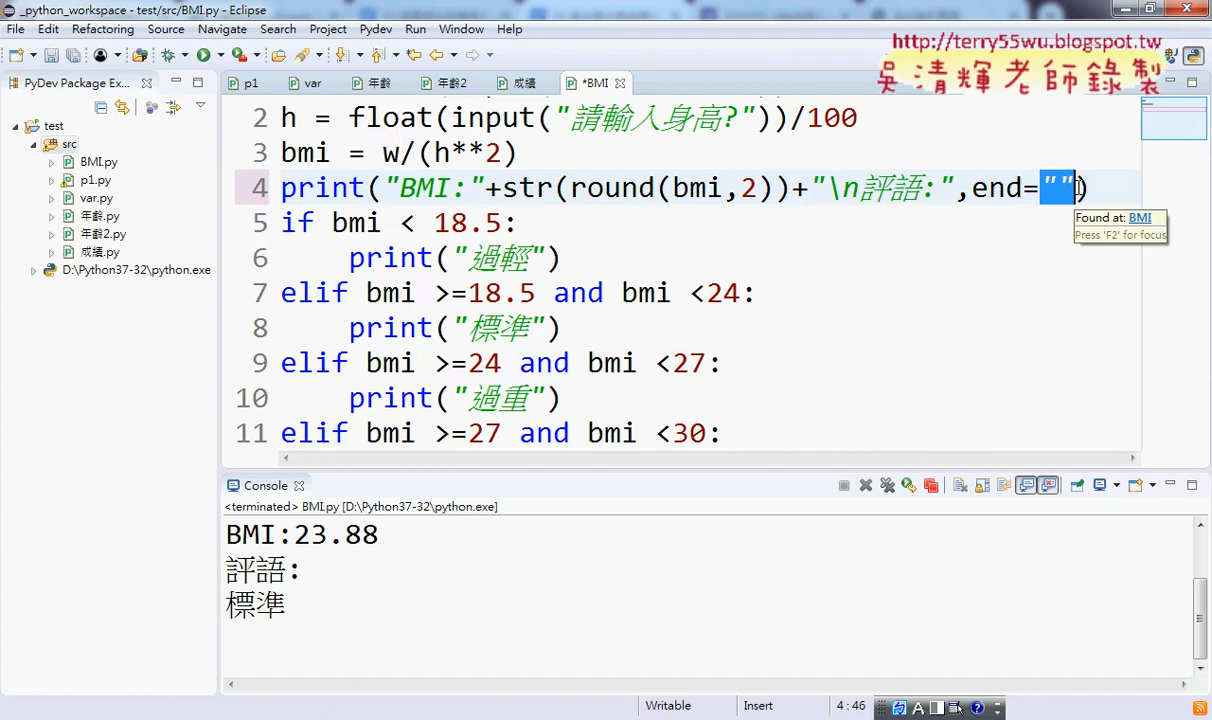 _python_workspace - test/src/BMI.py - Eclipse
File Edit Refactoring Source Navigate Search Project Pydev Run Window Help
http://terry55wu.blogspot.tw
吳清輝老師錄製
PyDev Package Ex...
p1 var 年齡 年齡2 成績 *BMI
test
src
BMI.py
p1.py
var.py
年齡.py
年齡2.py
成績.py
D:\Python37-32\python.exe
2 h = float(input("請輸入身高?"))/100
3 bmi = w/(h**2)
4 print("BMI:"+str(round(bmi,2))+"\n評語:",end="")
Found at: BMI
Press 'F2' for focus
5 if bmi < 18.5:
6 print("過輕")
7 elif bmi >=18.5 and bmi <24:
8 print("標準")
9 elif bmi >=24 and bmi <27:
10 print("過重")
11 elif bmi >=27 and bmi <30:
Console
<terminated> BMI.py [D:\Python37-32\python.exe]
BMI:23.88
評語:
標準
Writable Insert 4:46